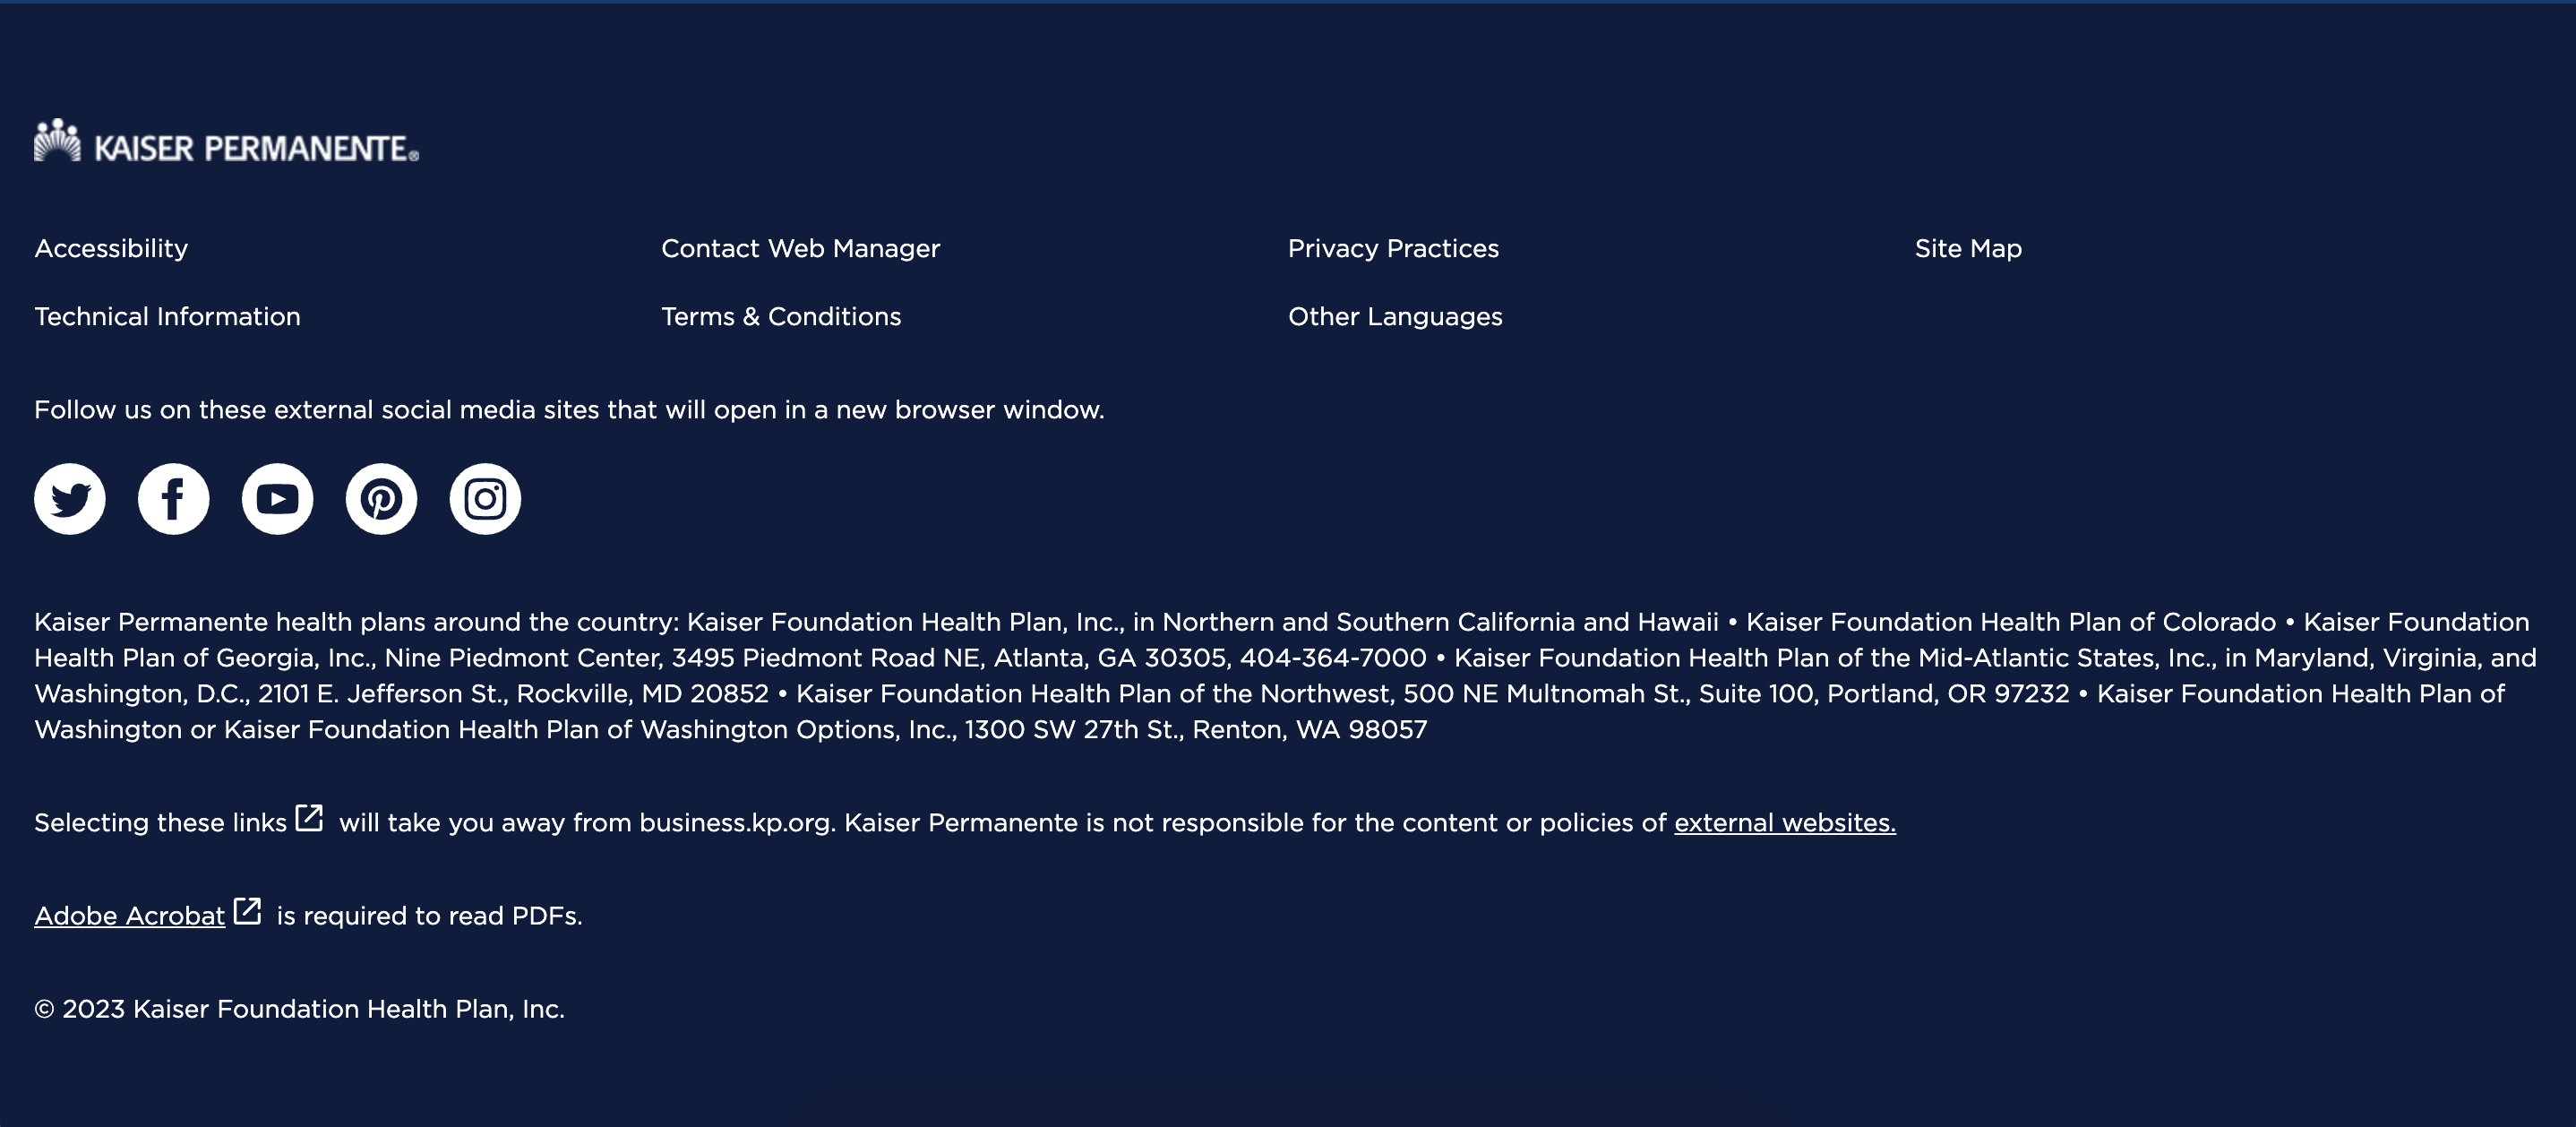 KAISER PERMANENTE®
Accessibility
Contact Web Manager
Privacy Practices
Site Map
Technical Information
Terms & Conditions
Other Languages
Follow us on these external social media sites that will open in a new browser window.
Kaiser Permanente health plans around the country: Kaiser Foundation Health Plan, Inc., in Northern and Southern California and Hawaii • Kaiser Foundation Health Plan of Colorado • Kaiser Foundation
Health Plan of Georgia, Inc., Nine Piedmont Center, 3495 Piedmont Road NE, Atlanta, GA 30305, 404-364-7000 • Kaiser Foundation Health Plan of the Mid-Atlantic States, Inc., in Maryland, Virginia, and
Washington, D.C., 2101 E. Jefferson St., Rockville, MD 20852 • Kaiser Foundation Health Plan of the Northwest, 500 NE Multnomah St., Suite 100, Portland, OR 97232 • Kaiser Foundation Health Plan of
Washington or Kaiser Foundation Health Plan of Washington Options, Inc., 1300 SW 27th St., Renton, WA 98057
Selecting these links will take you away from business.kp.org. Kaiser Permanente is not responsible for the content or policies of external websites.
Adobe Acrobat is required to read PDFs.
© 2023 Kaiser Foundation Health Plan, Inc.